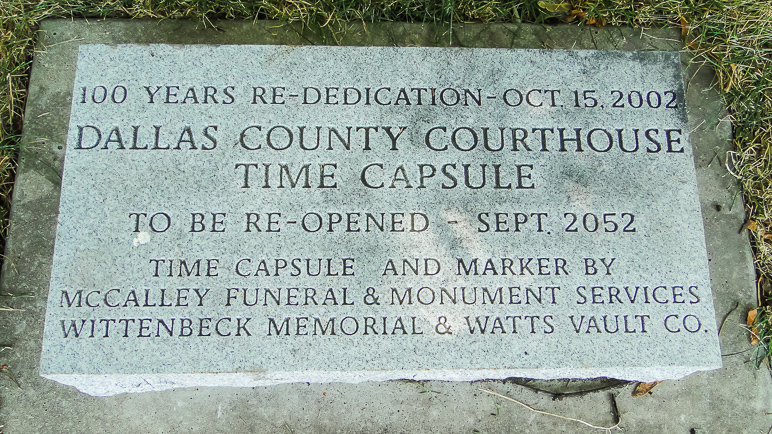 100 YEARS RE-DEDICATION-OCT. 15, 2002
DALLAS COUNTY COURTHOUSE
TIME CAPSULE
TO BE RE-OPENED - SEPT. 2052
TIME CAPSULE AND MARKER BY
MCCALLEY FUNERAL & MONUMENT SERVICES
WITTENBECK MEMORIAL & WATTS VAULT CO.